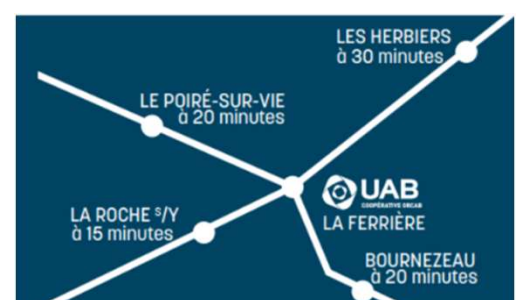 LES HERBIERS
à 30 minutes
LE POIRÉ-SUR-VIE
à 20 minutes
UAB
COOPÉRATIVE ORCAB
LA FERRIÈRE
LA ROCHE S/Y
à 15 minutes
BOURNEZEAU
à 20 minutes